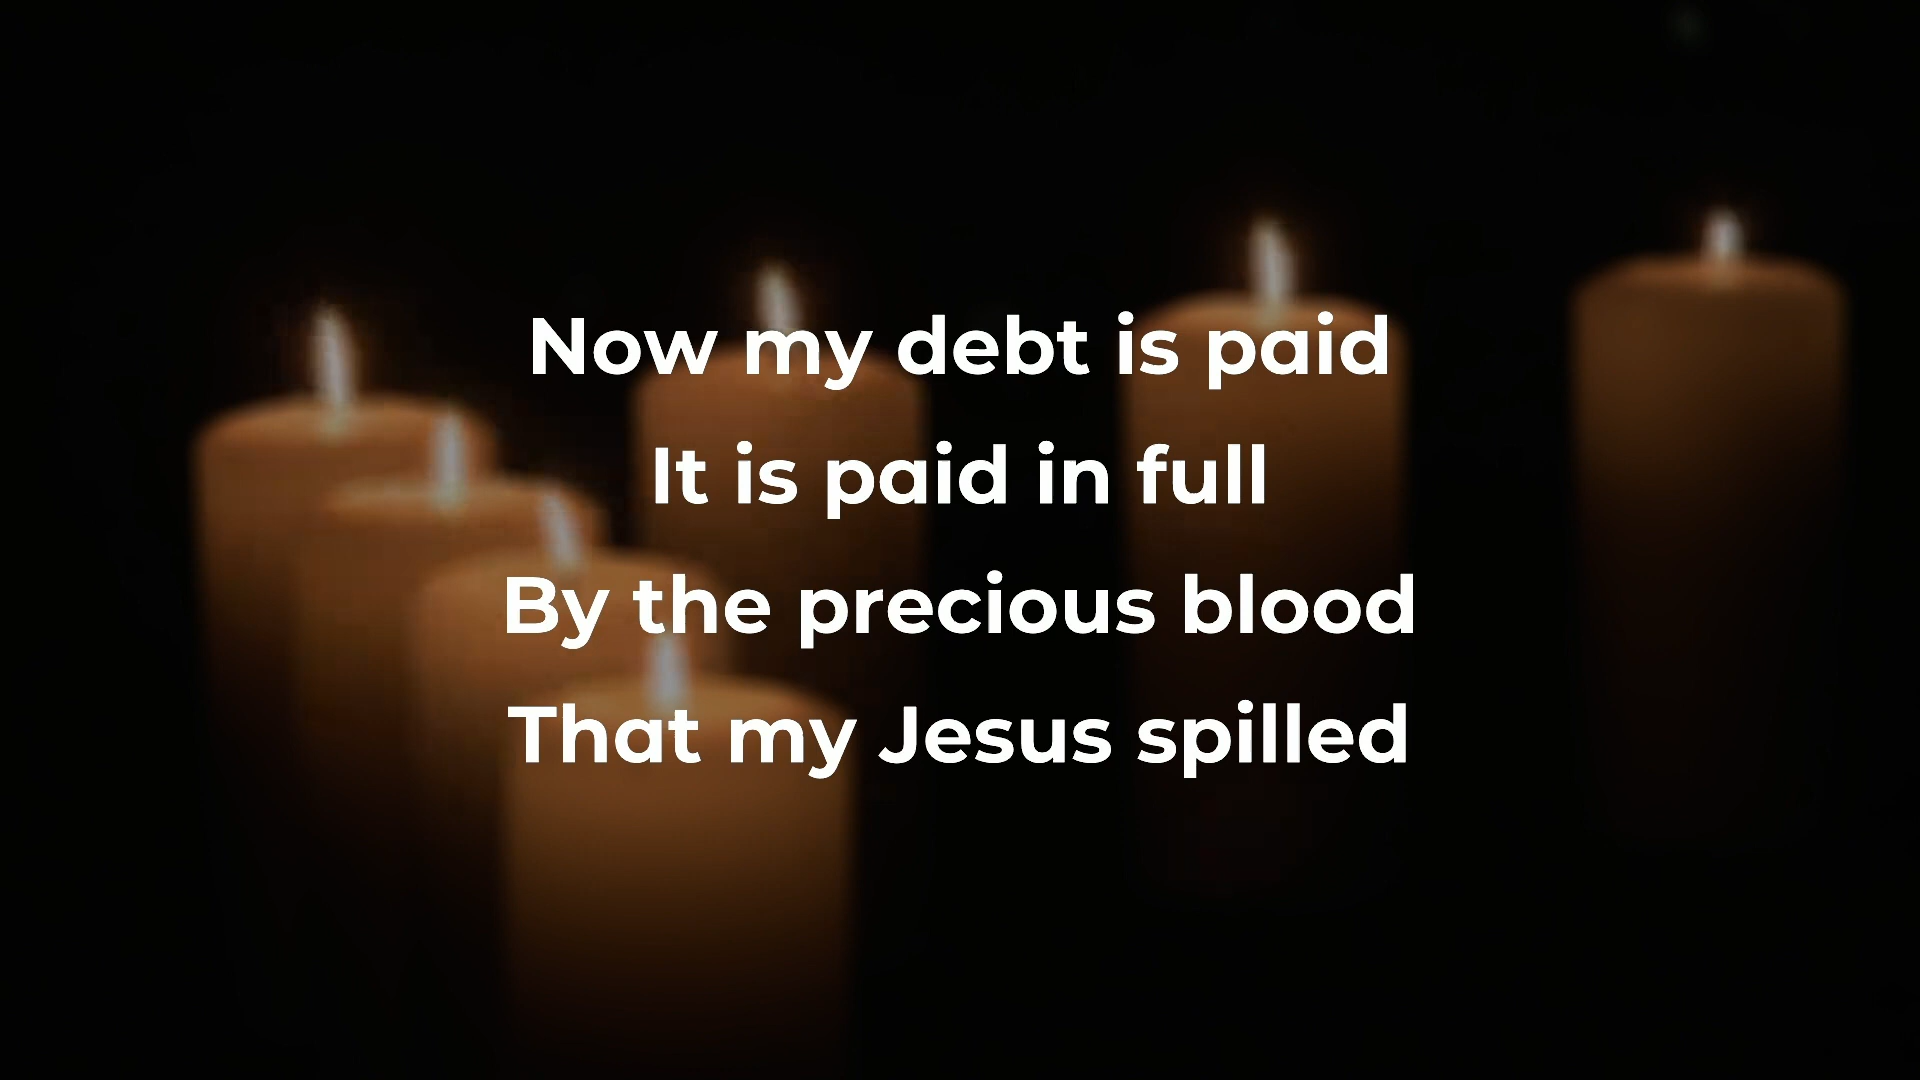 Now my debt is paid
It is paid in full
By the precious blood
That my Jesus spilled